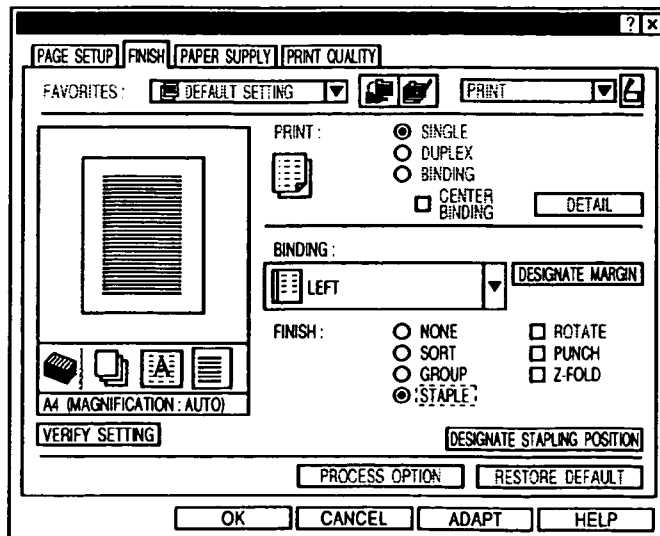 ? x
PAGE SETUP FINISH PAPER SUPPLY PRINT QUALITY
FAVORITES : DEFAULT SETTING PRINT
PRINT : SINGLE
DUPLEX
BINDING
CENTER
BINDING
DETAIL
BINDING :
LEFT
DESIGNATE MARGIN
FINISH : NONE ROTATE
SORT PUNCH
GROUP Z-FOLD
STAPLE
A
A4 (MAGNIFICATION : AUTO)
VERIFY SETTING
DESIGNATE STAPLING POSITION
PROCESS OPTION RESTORE DEFAULT
OK CANCEL ADAPT HELP